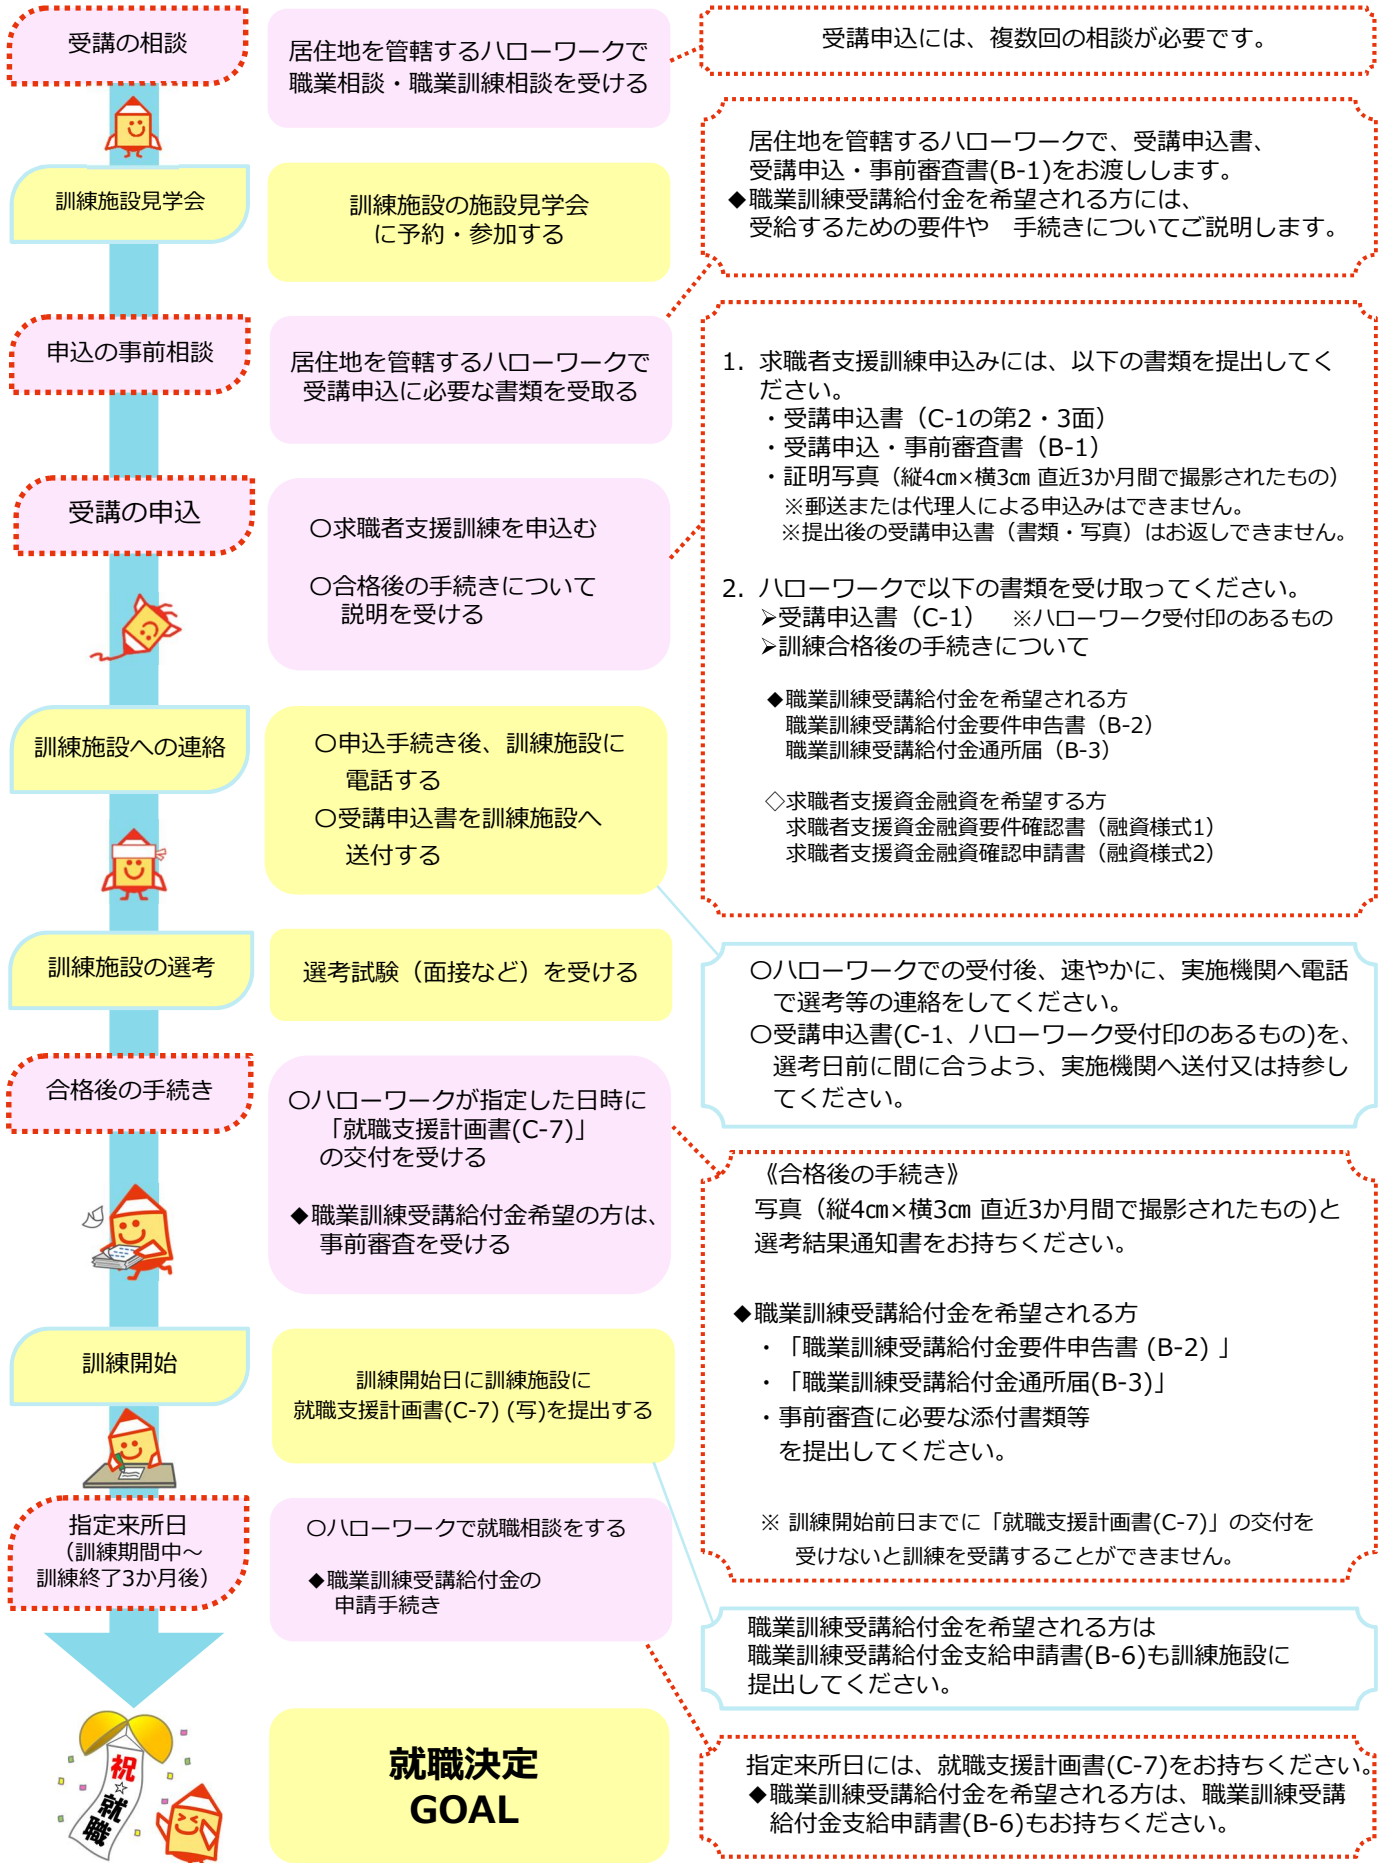 受講の相談
居住地を管轄するハローワークで
職業相談・職業訓練相談を受ける
受講申込には、複数回の相談が必要です。
訓練施設見学会
訓練施設の施設見学会
に予約・参加する
居住地を管轄するハローワークで、受講申込書、
受講申込・事前審査書(B-1)をお渡しします。
◆職業訓練受講給付金を希望される方には、
受給するための要件や　手続きについてご説明します。
申込の事前相談
居住地を管轄するハローワークで
受講申込に必要な書類を受取る
受講の申込
〇求職者支援訓練を申込む
〇合格後の手続きについて
説明を受ける
1. 求職者支援訓練申込みには、以下の書類を提出してく
ださい。
・受講申込書（C-1の第2・3面）
・受講申込・事前審査書（B-1）
・証明写真（縦4㎝×横3㎝ 直近3か月間で撮影されたもの）
※郵送または代理人による申込みはできません。
※提出後の受講申込書（書類・写真）はお返しできません。
2. ハローワークで以下の書類を受け取ってください。
➢受講申込書（C-1）　※ハローワーク受付印のあるもの
➢訓練合格後の手続きについて
◆職業訓練受講給付金を希望される方
職業訓練受講給付金要件申告書（B-2）
職業訓練受講給付金通所届（B-3）
◇求職者支援資金融資を希望する方
求職者支援資金融資要件確認書（融資様式1）
求職者支援資金融資確認申請書（融資様式2）
訓練施設への連絡
〇申込手続き後、訓練施設に
電話する
〇受講申込書を訓練施設へ
送付する
訓練施設の選考
選考試験（面接など）を受ける
〇ハローワークでの受付後、速やかに、実施機関へ電話
で選考等の連絡をしてください。
〇受講申込書(C-1、ハローワーク受付印のあるもの)を、
選考日前に間に合うよう、実施機関へ送付又は持参し
てください。
合格後の手続き
〇ハローワークが指定した日時に
「就職支援計画書(C-7)」
の交付を受ける
◆職業訓練受講給付金希望の方は、
事前審査を受ける
《合格後の手続き》
写真（縦4㎝×横3㎝ 直近3か月間で撮影されたもの)と
選考結果通知書をお持ちください。
◆職業訓練受講給付金を希望される方
・「職業訓練受講給付金要件申告書 (B-2) 」
・「職業訓練受講給付金通所届(B-3)」
・事前審査に必要な添付書類等
を提出してください。
※ 訓練開始前日までに「就職支援計画書(C-7)」の交付を
受けないと訓練を受講することができません。
訓練開始
訓練開始日に訓練施設に
就職支援計画書(C-7) (写)を提出する
職業訓練受講給付金を希望される方は
職業訓練受講給付金支給申請書(B-6)も訓練施設に
提出してください。
指定来所日
（訓練期間中～
訓練終了3か月後）
〇ハローワークで就職相談をする
◆職業訓練受講給付金の
申請手続き
指定来所日には、就職支援計画書(C-7)をお持ちください。
◆職業訓練受講給付金を希望される方は、職業訓練受講
給付金支給申請書(B-6)もお持ちください。
祝☆就職
就職決定
GOAL